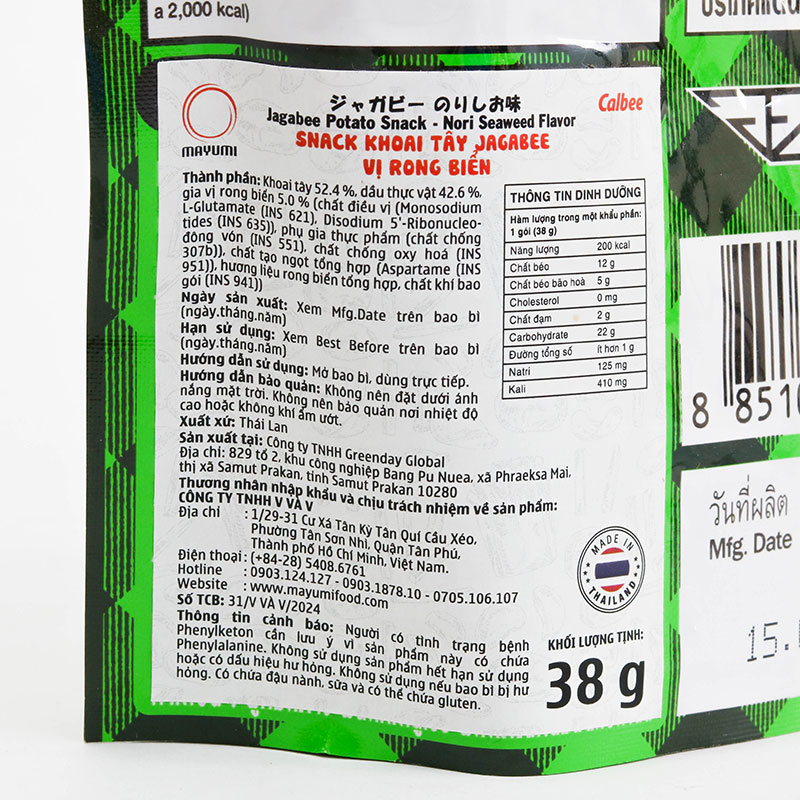 a 2,000 kcal)
MAYUMI
ジャガビー のりしお味
Calbee
Jagabee Potato Snack - Nori Seaweed Flavor
SNACK KHOAI TÂY JAGABEE
VỊ RONG BIỂN
Thành phần: Khoai tây 52.4 %, dầu thực vật 42.6 %,
gia vị rong biển 5.0 % (chất điều vị (Monosodium
L-Glutamate (INS 621), Disodium 5'-Ribonucleo-
tides (INS 635)), phụ gia thực phẩm (chất chống
đông vón (INS 551), chất chống oxy hoá (INS
307b)), chất tạo ngọt tổng hợp (Aspartame (INS
951)), hương liệu rong biển tổng hợp, chất khí bao
gói (INS 941))
Ngày sản xuất: Xem Mfg.Date trên bao bì
(ngày.tháng.năm)
Hạn sử dụng: Xem Best Before trên bao bì
(ngày.tháng.năm)
Hướng dẫn sử dụng: Mở bao bì, dùng trực tiếp.
Hướng dẫn bảo quản: Không nên đặt dưới ánh
nắng mặt trời. Không nên bảo quản nơi nhiệt độ
cao hoặc không khí ẩm ướt.
Xuất xứ: Thái Lan
Sản xuất tại: Công ty TNHH Greenday Global
Địa chỉ: 829 tổ 2, khu công nghiệp Bang Pu Nuea, xã Phraeksa Mai,
thị xã Samut Prakan, tỉnh Samut Prakan 10280
Thương nhân nhập khẩu và chịu trách nhiệm về sản phẩm:
CÔNG TY TNHH V VÀ V
Địa chỉ : 1/29-31 Cư Xá Tân Kỳ Tân Quí Cầu Xéo,
Phường Tân Sơn Nhì, Quận Tân Phú,
Thành phố Hồ Chí Minh, Việt Nam.
Điện thoại : (+84-28) 5408.6761
Hotline : 0903.124.127 - 0903.1878.10 - 0705.106.107
Website : www.mayumifood.com
Số TCB: 31/V VÀ V/2024
Thông tin cảnh báo: Người có tình trạng bệnh
Phenylketon cần lưu ý vì sản phẩm này có chứa
Phenylalanine. Không sử dụng sản phẩm hết hạn sử dụng
hoặc có dấu hiệu hư hỏng. Không sử dụng nếu bao bì bị hư
hỏng. Có chứa đậu nành, sữa và có thể chứa gluten.
THÔNG TIN DINH DƯỠNG
Hàm lượng trong một khẩu phần:
1 gói (38 g)
Năng lượng 200 kcal
Chất béo 12 g
Chất béo bão hoà 5 g
Cholesterol 0 mg
Chất đạm 2 g
Carbohydrate 22 g
Đường tổng số ít hơn 1 g
Natri 125 mg
Kali 410 mg
MADE IN
THAILAND
KHỐI LƯỢNG TỊNH:
38 g
8 8510
วันที่ผลิต
Mfg. Date
15.